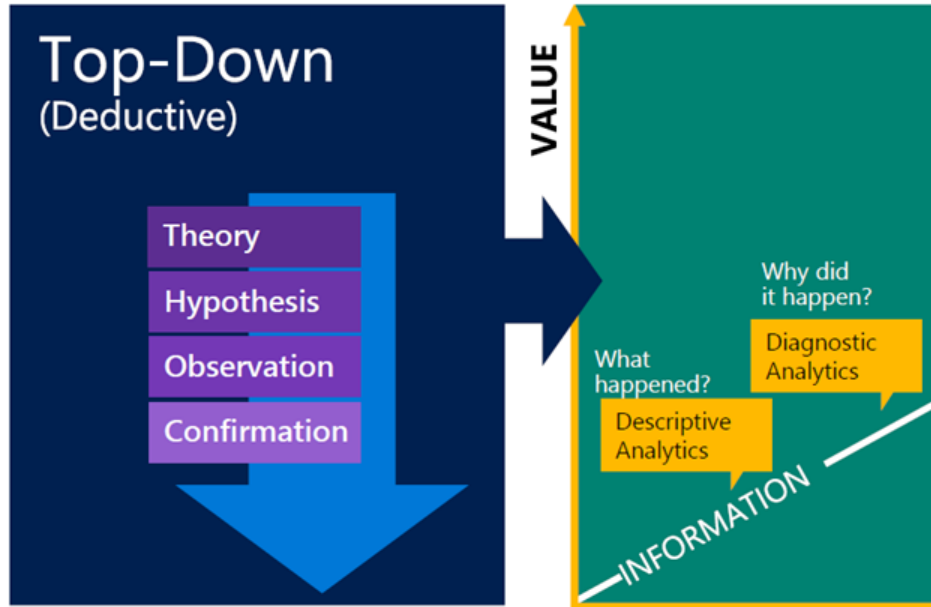 Top-Down
(Deductive)
Theory
Hypothesis
Observation
Confirmation
VALUE
What
happened?
Descriptive
Analytics
Why did
it happen?
Diagnostic
Analytics
INFORMATION